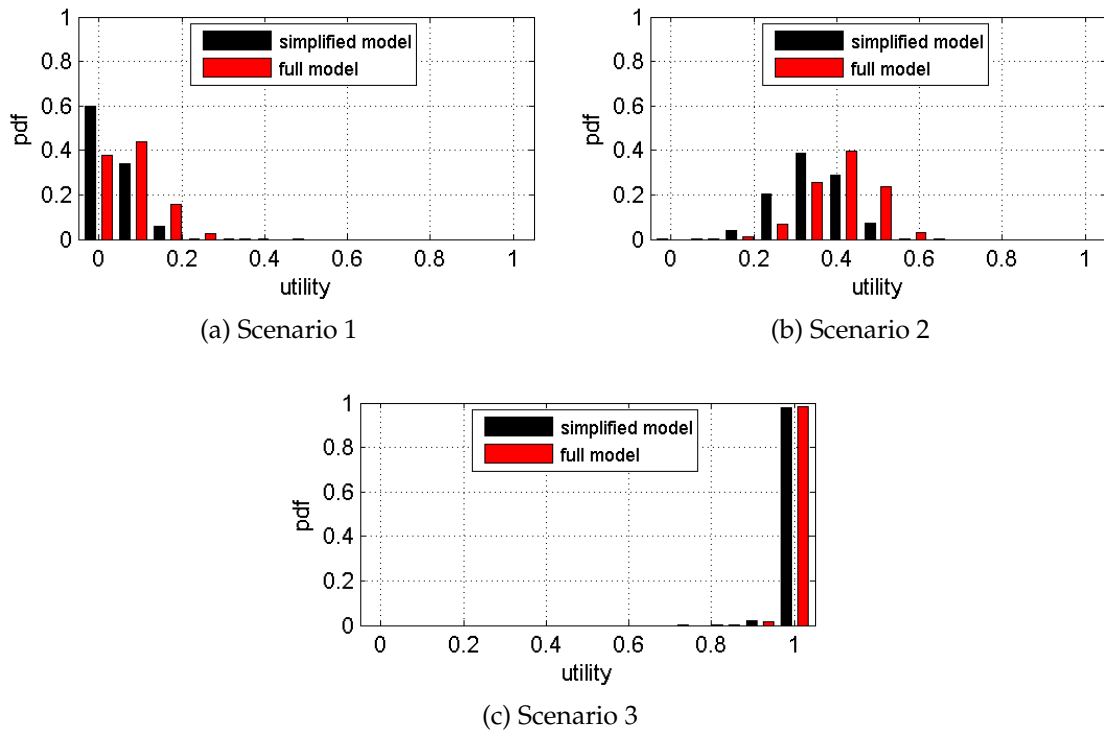 1
0.8
0.6
0.4
0.2
0
pdf
simplified model
full model
0 0.2 0.4 0.6 0.8 1
utility
(a) Scenario 1
1
0.8
0.6
0.4
0.2
0
pdf
simplified model
full model
0 0.2 0.4 0.6 0.8 1
utility
(b) Scenario 2
1
0.8
0.6
0.4
0.2
0
pdf
simplified model
full model
0 0.2 0.4 0.6 0.8 1
utility
(c) Scenario 3